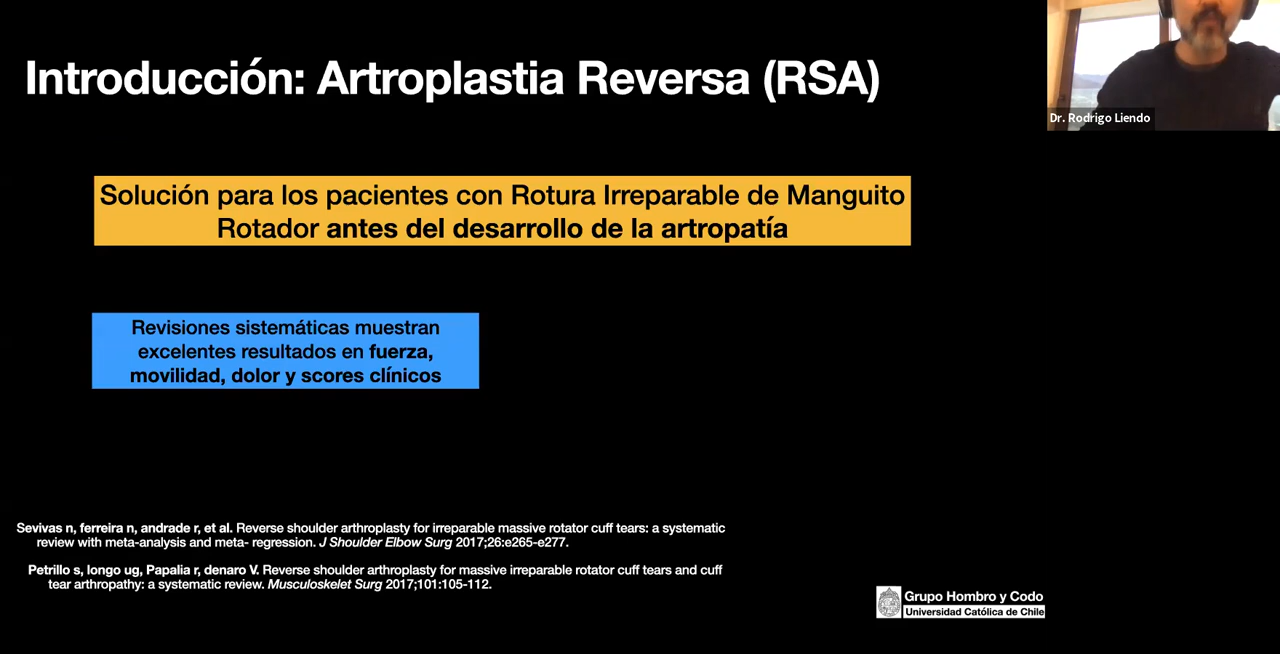 Introducción: Artroplastia Reversa (RSA)
Dr. Rodrigo Liendo
Solución para los pacientes con Rotura Irreparable de Manguito
Rotador antes del desarrollo de la artropatía
Revisiones sistemáticas muestran
excelentes resultados en fuerza,
movilidad, dolor y scores clínicos
Sevivas n, ferreira n, andrade r, et al. Reverse shoulder arthroplasty for irreparable massive rotator cuff tears: a systematic
review with meta-analysis and meta- regression. J Shoulder Elbow Surg 2017;26:e265-e277.
Petrillo s, longo ug, Papalia r, denaro V. Reverse shoulder arthroplasty for massive irreparable rotator cuff tears and cuff
tear arthropathy: a systematic review. Musculoskelet Surg 2017;101:105-112.
Grupo Hombro y Codo
Universidad Católica de Chile